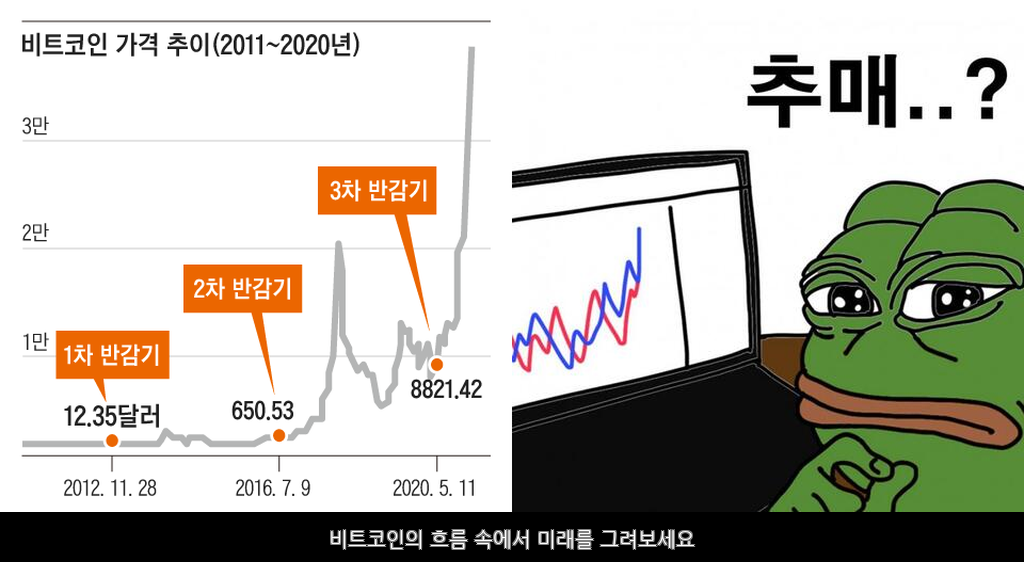 비트코인 가격 추이(2011~2020년)
3만
2만
1만
1차 반감기
12.35달러
2차 반감기
650.53
3차 반감기
8821.42
2012. 11. 28
2016. 7. 9
2020. 5. 11
추매..?
비트코인의 흐름 속에서 미래를 그려보세요